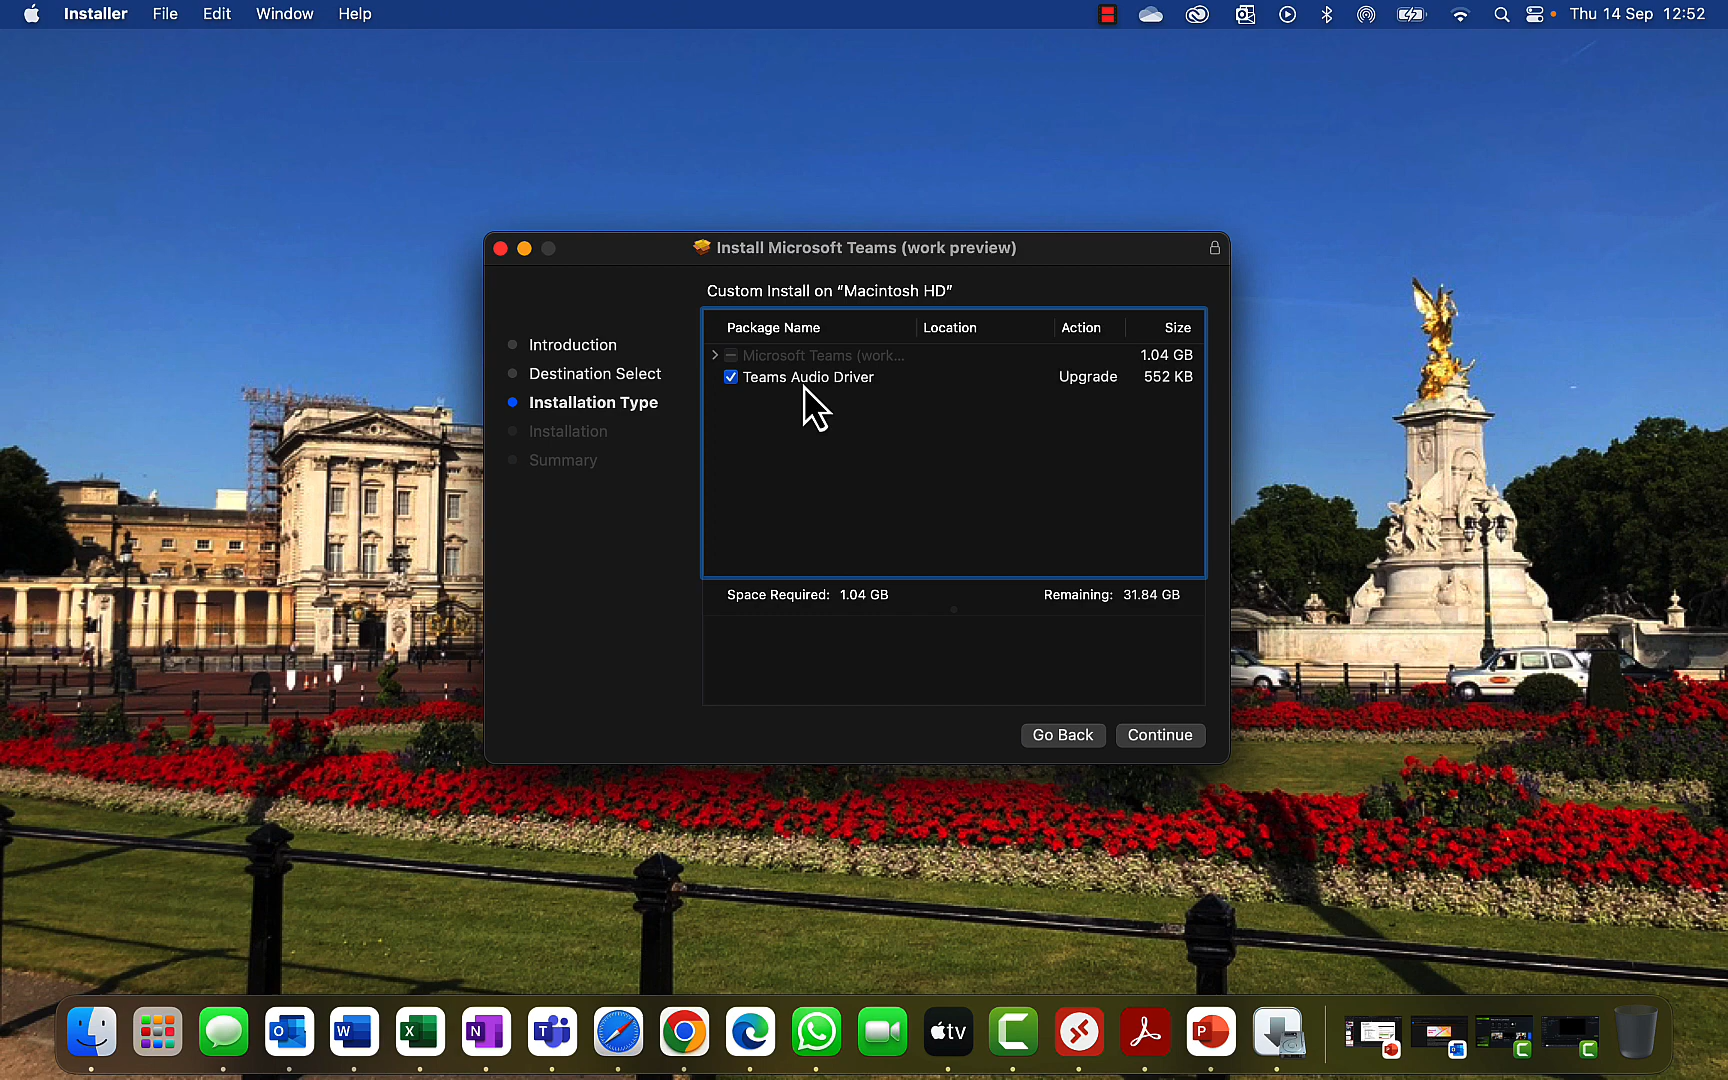 Installer File Edit Window Help Thu 14 Sep 12:52
Install Microsoft Teams (work preview)
Custom Install on “Macintosh HD”
Package Name Location Action Size
Microsoft Teams (work... 1.04 GB
Teams Audio Driver Upgrade 552 KB
Introduction
Destination Select
Installation Type
Installation
Summary
Space Required: 1.04 GB Remaining: 31.84 GB
Go Back Continue
O W X N T tv C P